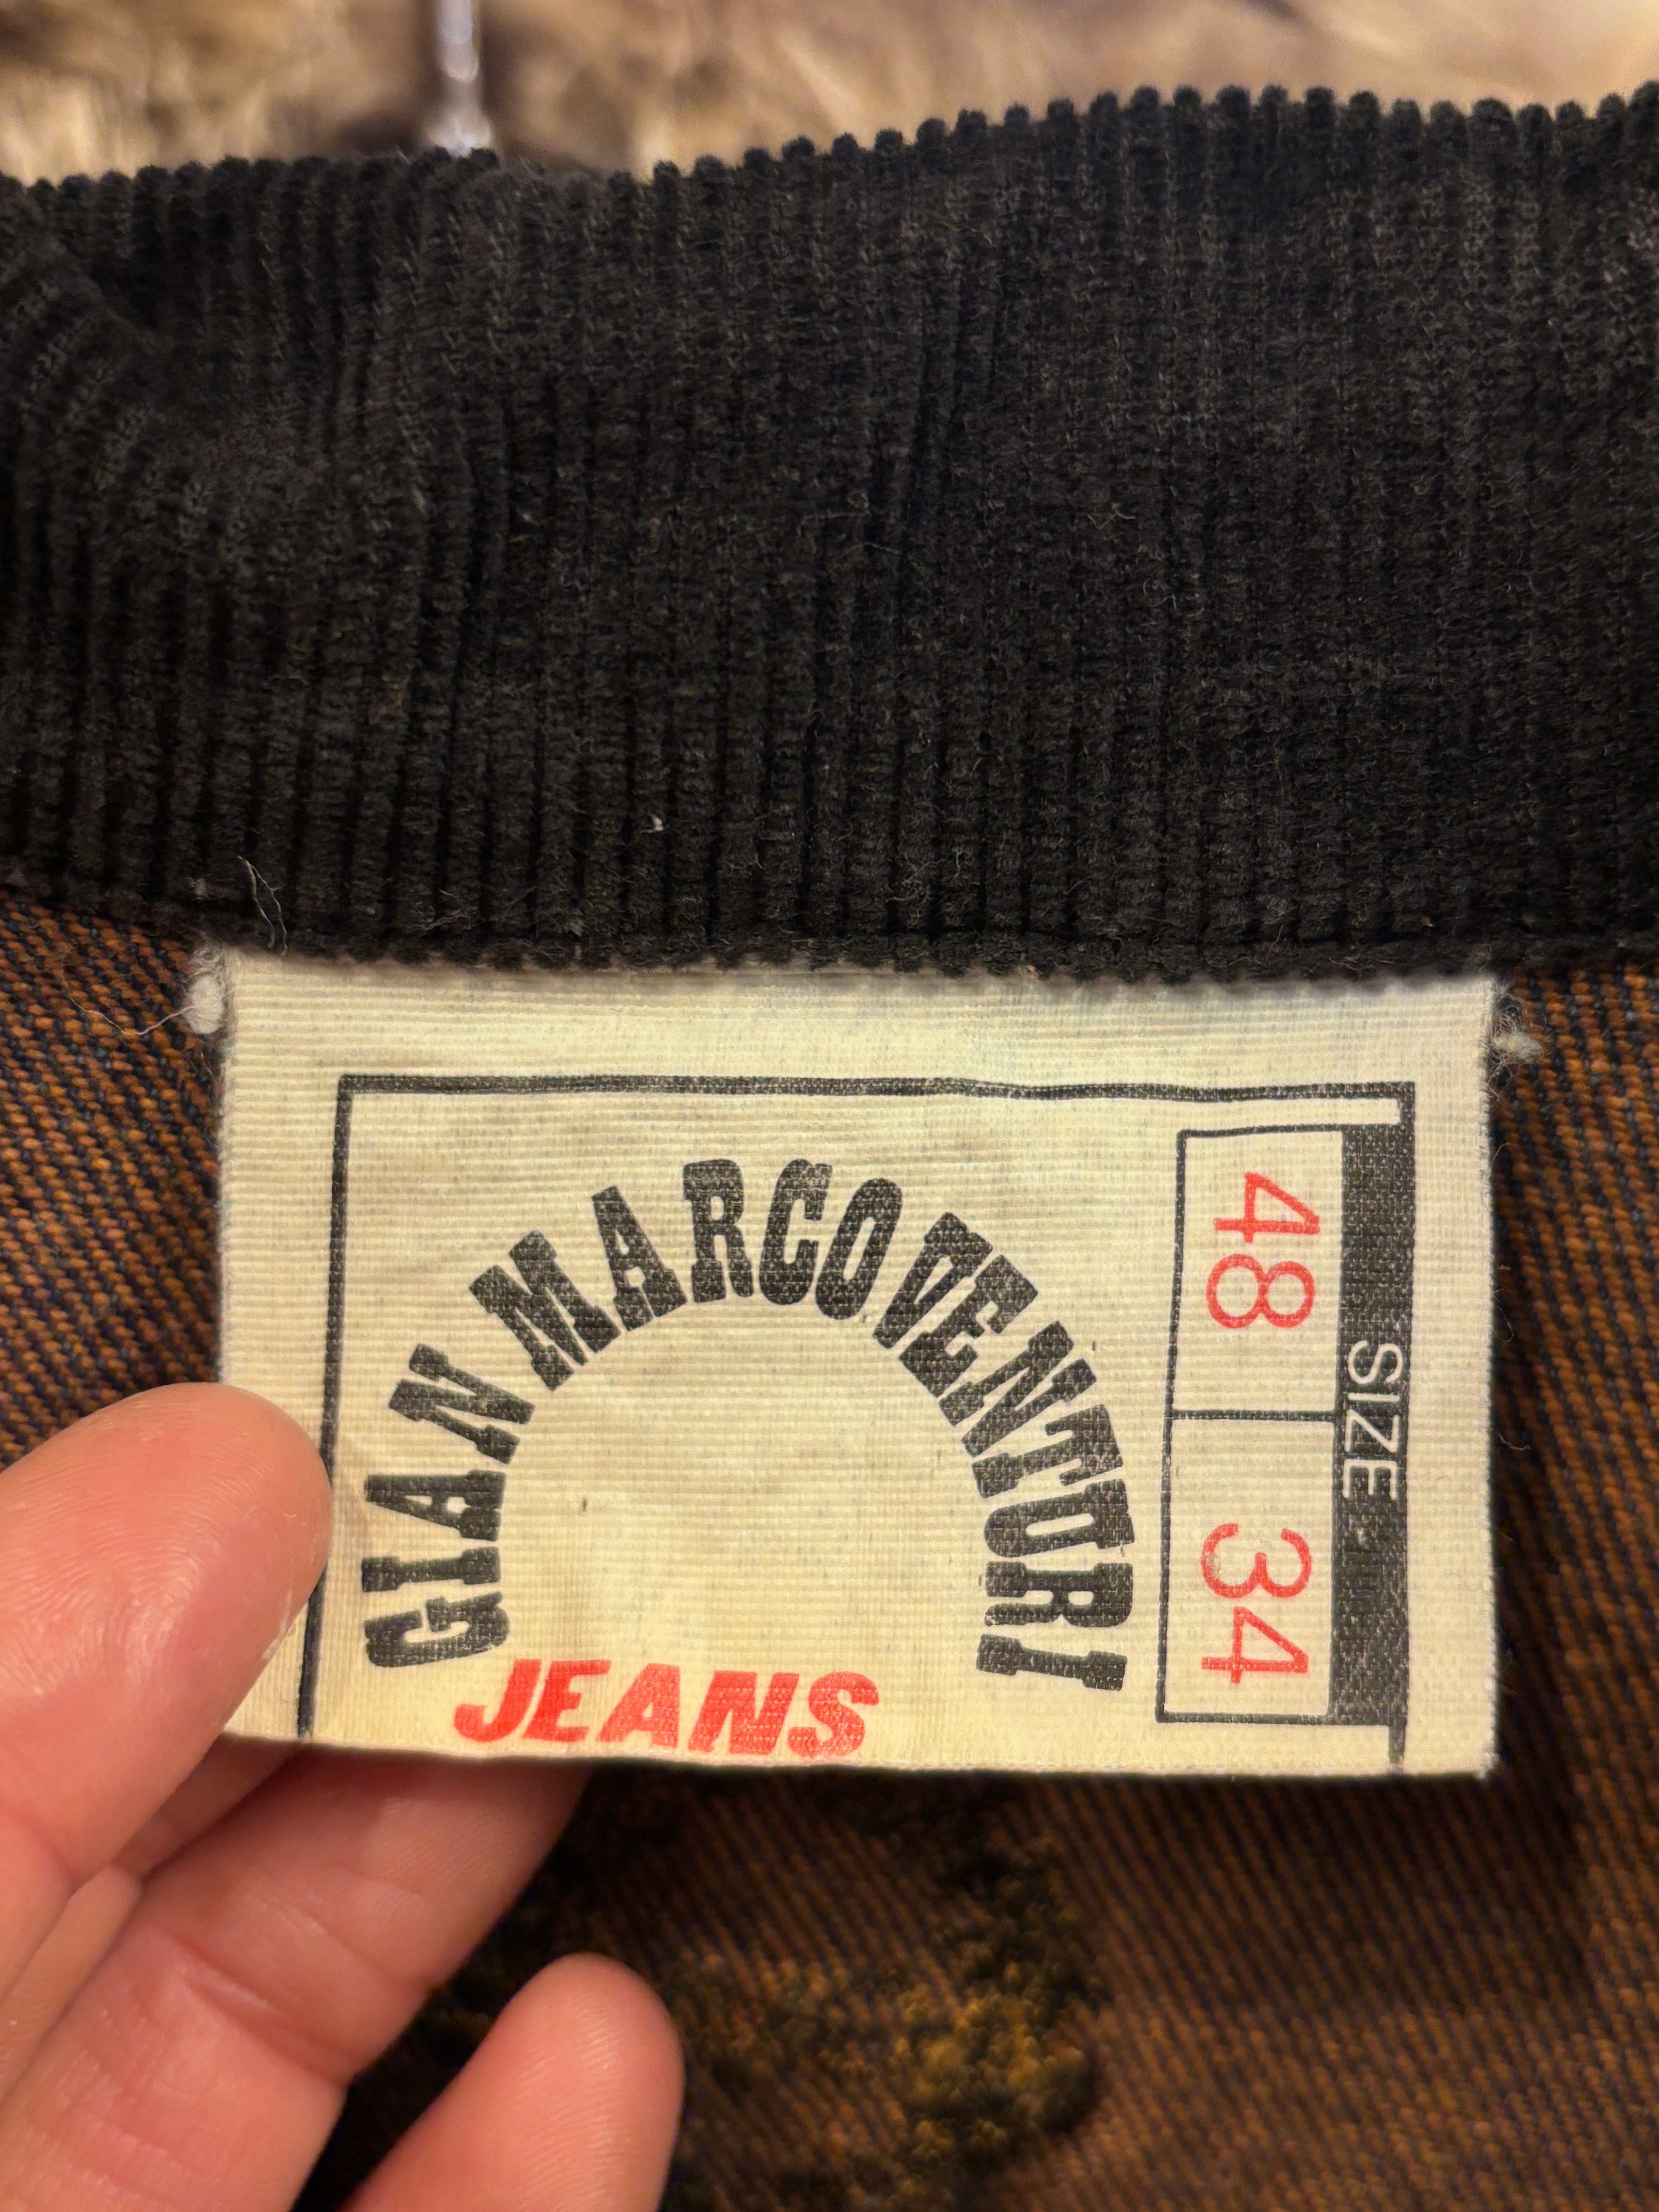 GIAN MARCO VENTURI
JEANS
SIZE
48 34